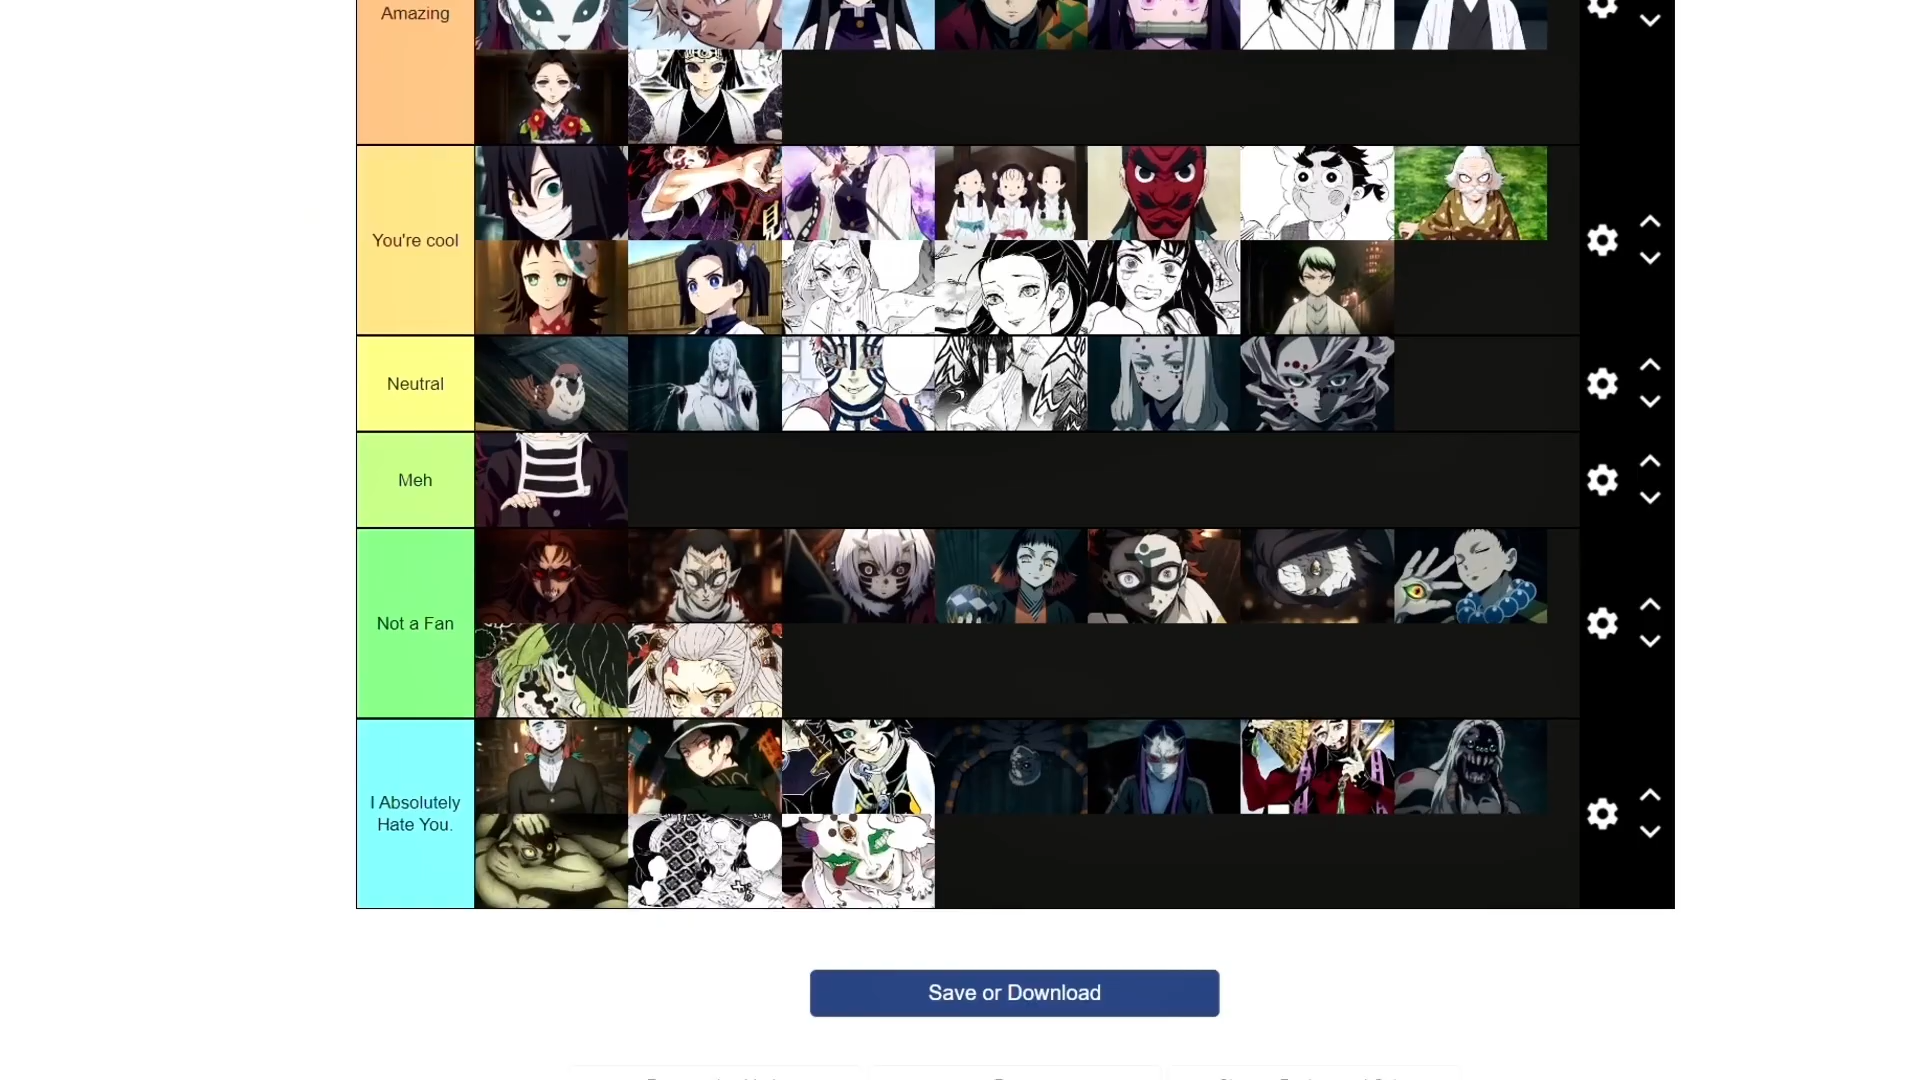 Amazing
You're cool
Neutral
Meh
Not a Fan
I Absolutely
Hate You.
Save or Download